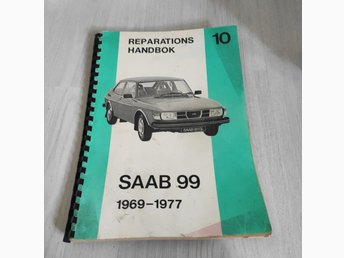 REPARATIONS 10
HANDBOK
SAAB 99
1969-1977